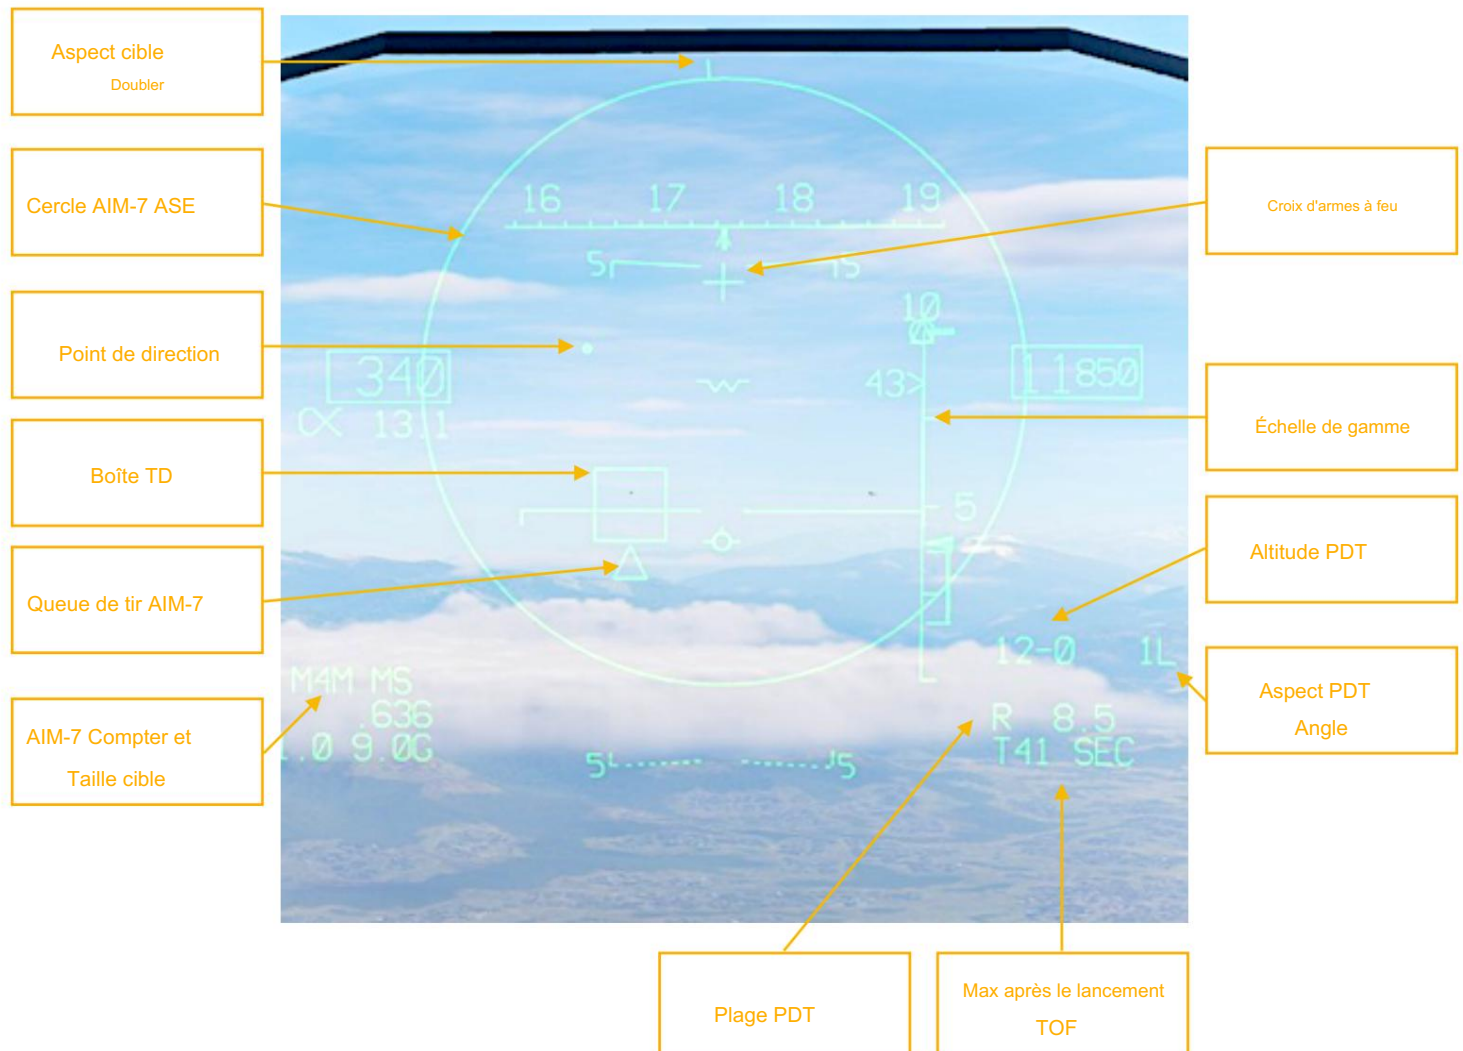 Aspect cible
Doubler
Cercle AIM-7 ASE
Point de direction
Boîte TD
Queue de tir AIM-7
AIM-7 Compter et
Taille cible
16 17 18 19
5 5
10
340
43>
11850
α 13.1
5
12-0 1L
M4M MS
.636
R 8.5
.0 9.0G
T41 SEC
5 5
Croix d'armes à feu
Échelle de gamme
Altitude PDT
Aspect PDT
Angle
Plage PDT
Max après le lancement
TOF